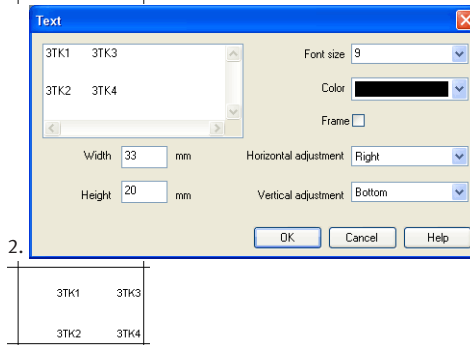 Text
3TK1 3TK3
3TK2 3TK4
Font size 9
Color
Frame
Width 33 mm
Horizontal adjustment Right
Height 20 mm
Vertical adjustment Bottom
OK Cancel Help
2.
3TK1 3TK3
3TK2 3TK4